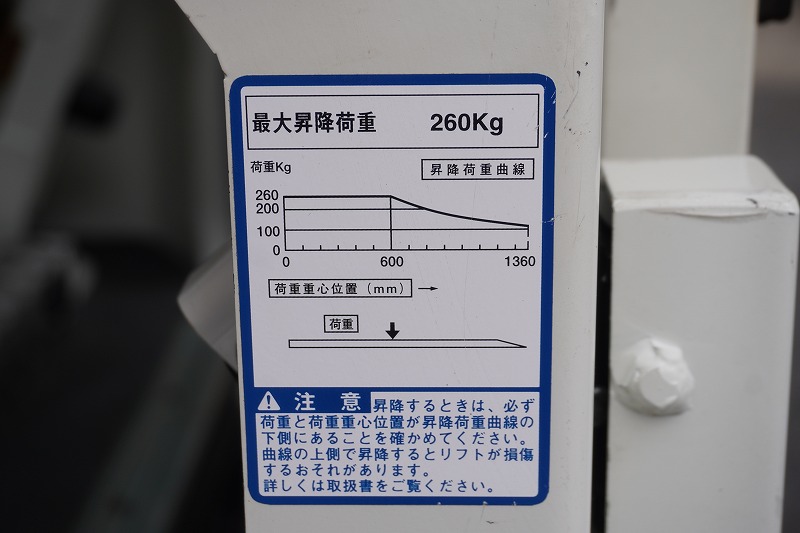 最大昇降荷重 260Kg
荷重Kg
昇降荷重曲線
260
200
100
0
0 600 1360
荷重重心位置(mm) →
荷重
注意 昇降するときは、必ず
荷重と荷重重心位置が昇降荷重曲線の
下側にあることを確かめてください。
曲線の上側で昇降するとリフトが損傷
するおそれがあります。
詳しくは取扱書をご覧ください。